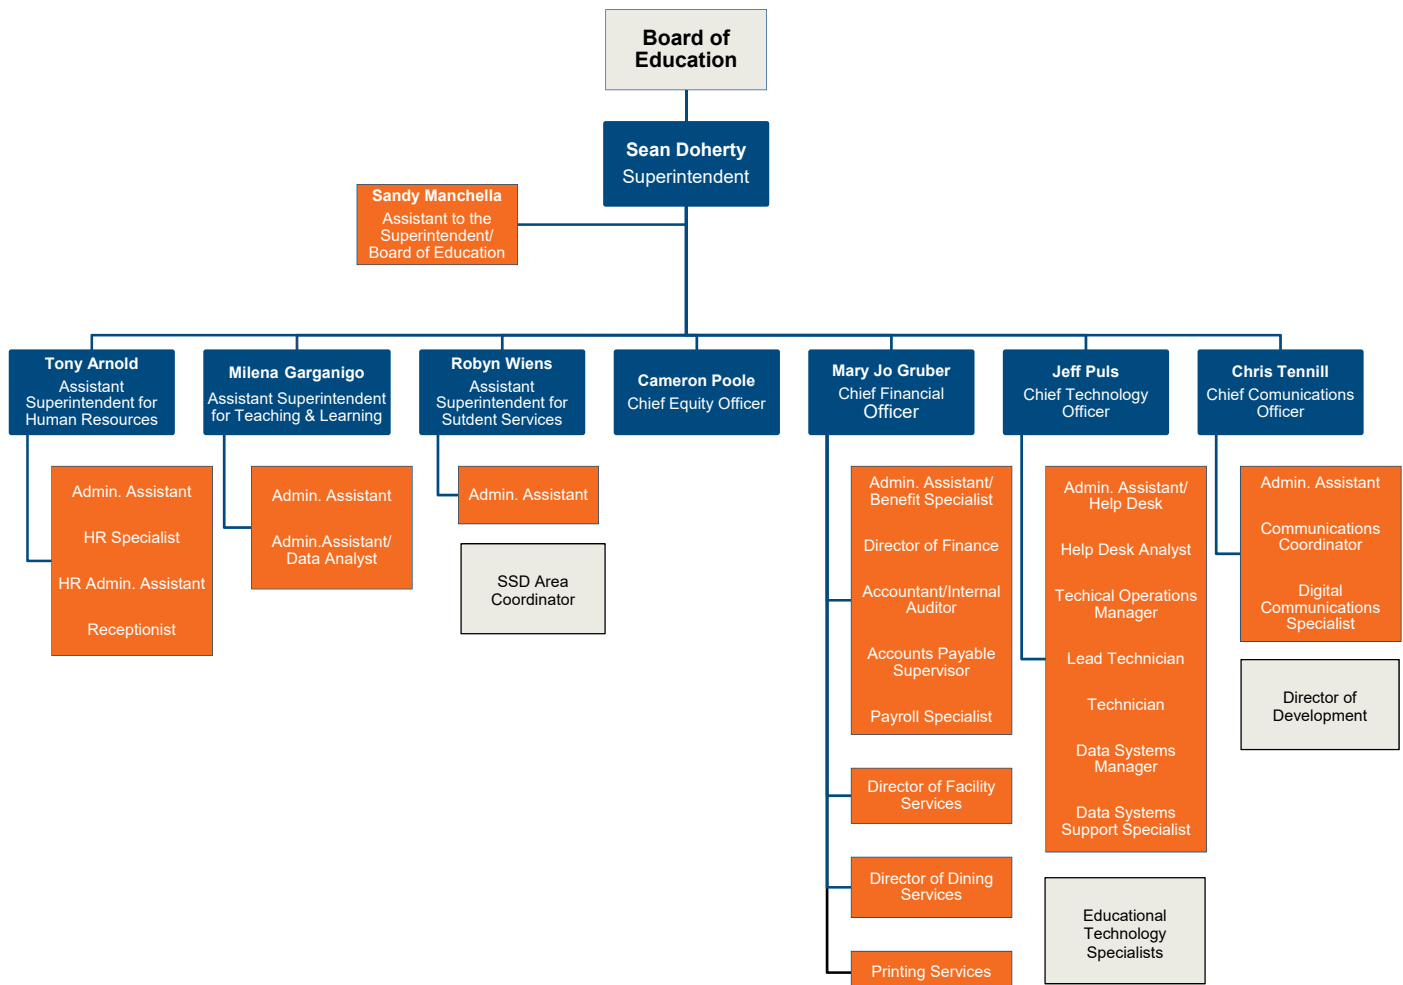 Board of
Education
Sean Doherty
Superintendent
Sandy Manchella
Assistant to the
Superintendent/
Board of Education
Tony Arnold
Assistant
Superintendent for
Human Resources
Admin. Assistant
HR Specialist
HR Admin. Assistant
Receptionist
Milena Garganigo
Assistant Superintendent
for Teaching & Learning
Admin. Assistant
Admin.Assistant/
Data Analyst
Robyn Wiens
Assistant
Superintendent for
Sutdent Services
Admin. Assistant
SSD Area
Coordinator
Cameron Poole
Chief Equity Officer
Mary Jo Gruber
Chief Financial
Officer
Admin. Assistant/
Benefit Specialist
Director of Finance
Accountant/Internal
Auditor
Accounts Payable
Supervisor
Payroll Specialist
Director of Facility
Services
Director of Dining
Services
Printing Services
Jeff Puls
Chief Technology
Officer
Admin. Assistant/
Help Desk
Help Desk Analyst
Techical Operations
Manager
Lead Technician
Technician
Data Systems
Manager
Data Systems
Support Specialist
Educational
Technology
Specialists
Chris Tennill
Chief Comunications
Officer
Admin. Assistant
Communications
Coordinator
Digital
Communications
Specialist
Director of
Development